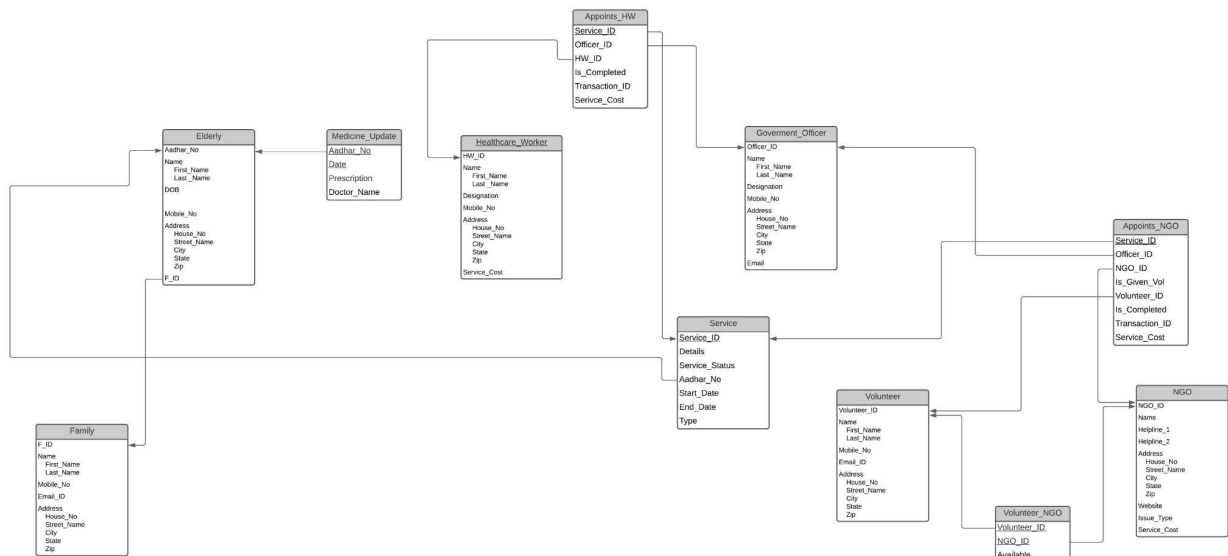 Appoints_HW
Service_ID
Officer_ID
HW_ID
Is_Completed
Transaction_ID
Serivce_Cost
Elderly
Aadhar_No
Name
First_Name
Last _Name
DOB
Mobile_No
Address
House_No
Street_Name
City
State
Zip
F_ID
Medicine_Update
Aadhar_No
Date
Prescription
Doctor_Name
Healthcare_Worker
HW_ID
Name
First_Name
Last _Name
Designation
Mobile_No
Address
House_No
Street_Name
City
State
Zip
Service_Cost
Goverment_Officer
Officer_ID
Name
First_Name
Last _Name
Designation
Mobile_No
Address
House_No
Street_Name
City
State
Zip
Email
Appoints_NGO
Service_ID
Officer_ID
NGO_ID
Is_Given_Vol
Volunteer_ID
Is_Completed
Transaction_ID
Service_Cost
Service
Service_ID
Details
Service_Status
Aadhar_No
Start_Date
End_Date
Type
Family
F_ID
Name
First_Name
Last_Name
Mobile_No
Email_ID
Address
House_No
Street_Name
City
State
Zip
Volunteer
Volunteer_ID
Name
First_Name
Last_Name
Mobile_No
Email_ID
Address
House_No
Street_Name
City
State
Zip
NGO
NGO_ID
Name
Helpline_1
Helpline_2
Address
House_No
Street_Name
City
State
Zip
Website
Issue_Type
Service_Cost
Volunteer_NGO
Volunteer_ID
NGO_ID
Available